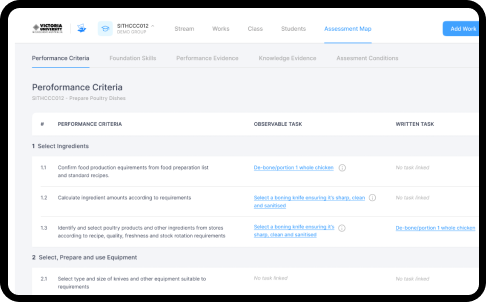 VICTORIA
UNIVERSITY
SITHCCC012
DEMO GROUP
Stream
Works
Class
Students
Assessment Map
Add Work
Performance Criteria
Foundation Skills
Performance Evidence
Knowledge Evidence
Assessment Conditions
Peroformance Criteria
SITHCCC012 - Prepare Poultry Dishes
# PERFORMANCE CRITERIA OBSERVABLE TASK WRITTEN TASK
1 Select Ingredients
1.1 Confirm food production equirements from food preparation list De-bone/portion 1 whole chicken No task linked
and standard recipes.
1.2 Calculate ingredient amounts according to requirements Select a boning knife ensuring it's sharp, clean No task linked
and sanitised
1.3 Identify and select poultry products and other ingredients from stores Select a boning knife ensuring it's De-bone/portion 1 whole chicken
according to recipe, quality, freshness and stock rotation requirements sharp, clean and sanitised
2 Select, Prepare and use Equipment
2.1 Select type and size of knives and other equipment suitable to No task linked No task linked
requirements